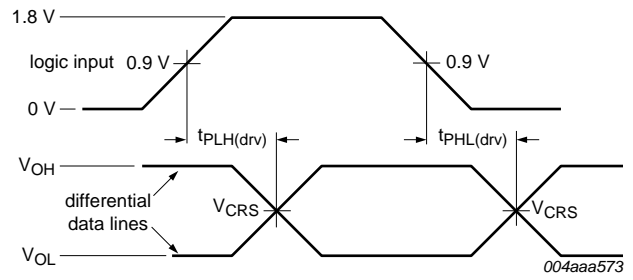 1.8 V
logic input 0.9 V
0.9 V
0 V
tPLH(drv)
tPHL(drv)
VOH
differential
data lines
VCRS
VCRS
VOL
004aaa573